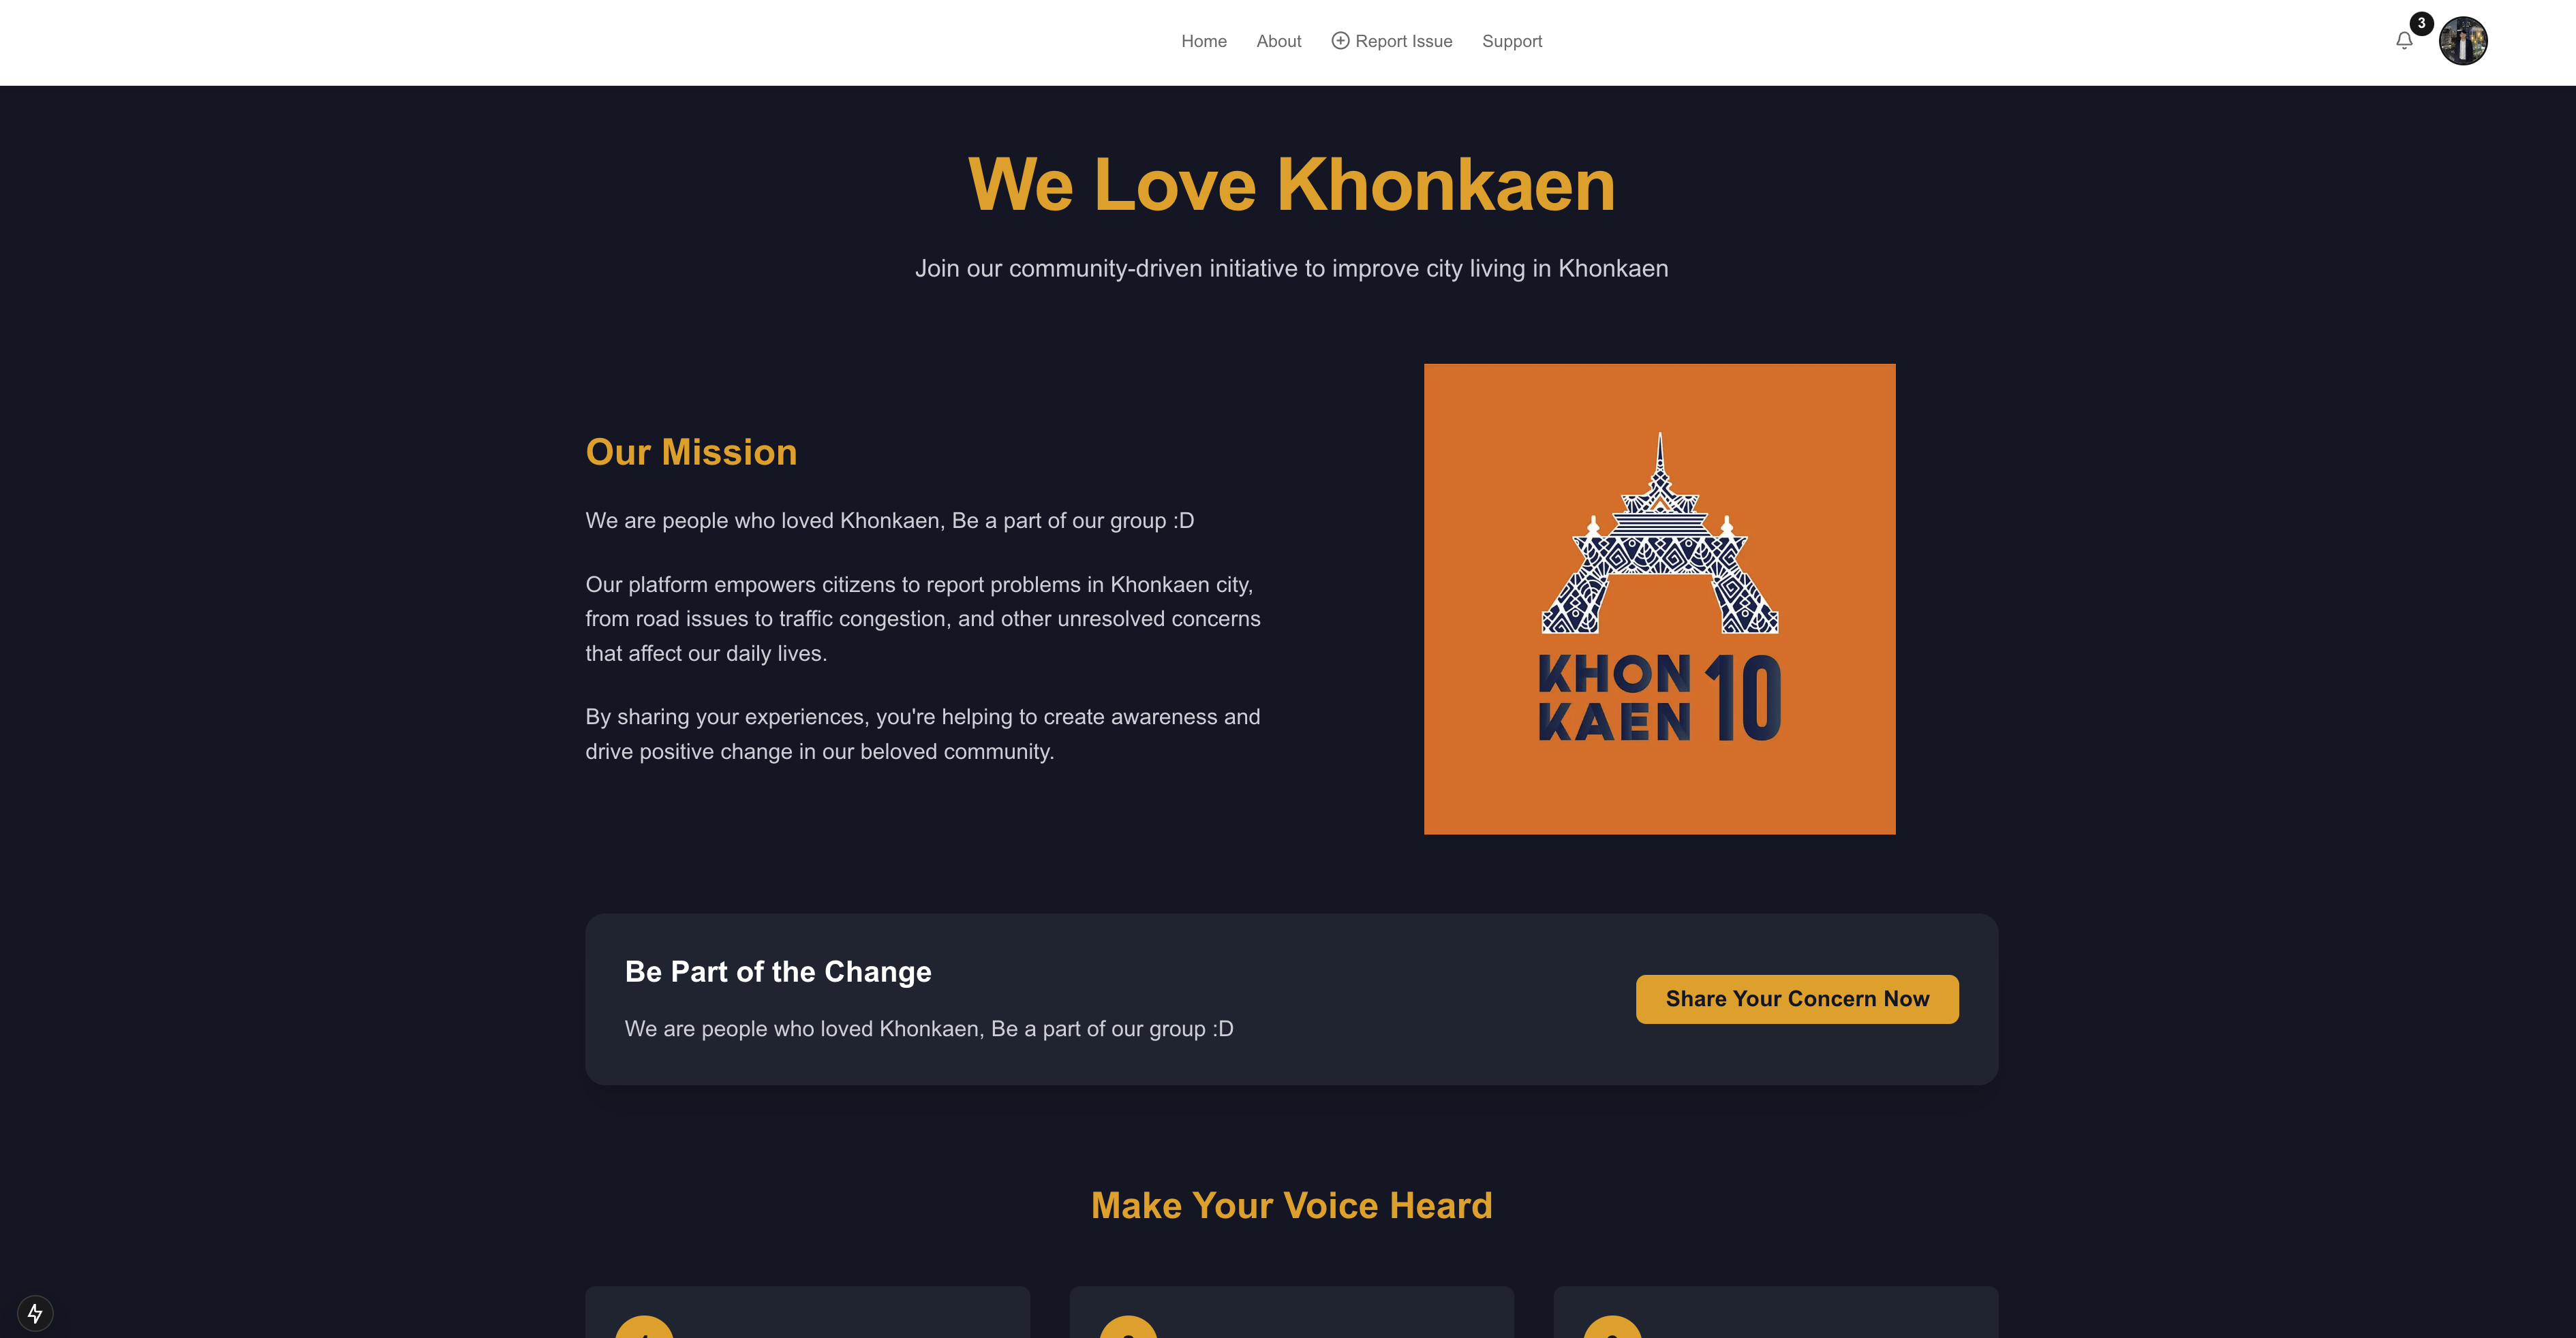 Home About Report Issue Support
3
We Love Khonkaen
Join our community-driven initiative to improve city living in Khonkaen
Our Mission
We are people who loved Khonkaen, Be a part of our group :D
Our platform empowers citizens to report problems in Khonkaen city,
from road issues to traffic congestion, and other unresolved concerns
that affect our daily lives.
By sharing your experiences, you're helping to create awareness and
drive positive change in our beloved community.
KHON
KAEN 10
Be Part of the Change
We are people who loved Khonkaen, Be a part of our group :D
Share Your Concern Now
Make Your Voice Heard